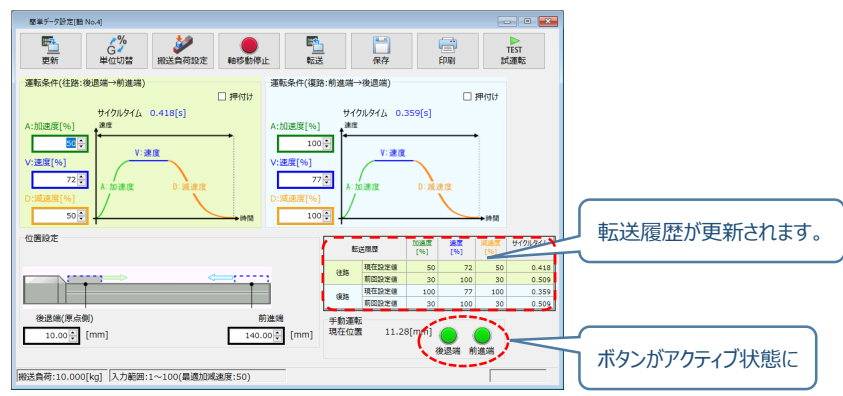 簡単データ設定[軸 No.4]
更新
単位切替
搬送負荷設定
軸移動停止
転送
保存
印刷
TEST
試運転
運転条件(往路:後退端→前進端)
押付け
サイクルタイム 0.418[s]
A:加速度[%]
50
V:速度[%]
72
D:減速度[%]
50
速度
V:速度
A:加速度
D:減速度
時間
運転条件(復路:前進端→後退端)
押付け
サイクルタイム 0.359[s]
A:加速度[%]
100
V:速度[%]
77
D:減速度[%]
100
速度
V:速度
A:加速度
D:減速度
時間
転送履歴が更新されます。
位置設定
後退端(原点側)
10.00 [mm]
前進端
140.00 [mm]
転送履歴 加速度[%] 速度[%] 減速度[%] サイクルタイム
往路 現在設定値 50 72 50 0.418
前回設定値 30 100 30 0.509
復路 現在設定値 100 77 100 0.359
前回設定値 30 100 30 0.509
手動運転
現在位置 11.28[mm]
後退端 前進端
ボタンがアクティブ状態に
搬送負荷:10.000[kg] 入力範囲:1～100(最適加減速度:50)